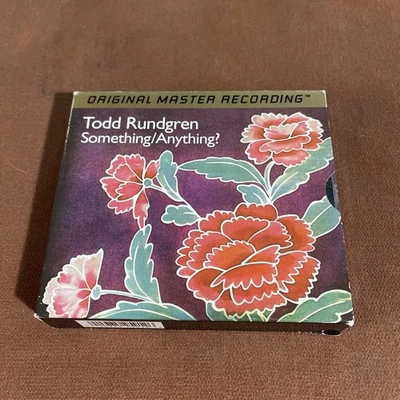 ORIGINAL MASTER RECORDING™
Todd Rundgren
Something/Anything?